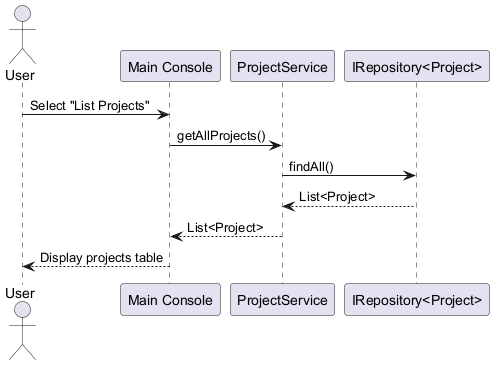 User
Main Console
ProjectService
IRepository<Project>
Select "List Projects"
getAllProjects()
findAll()
List<Project>
List<Project>
Display projects table
User
Main Console
ProjectService
IRepository<Project>